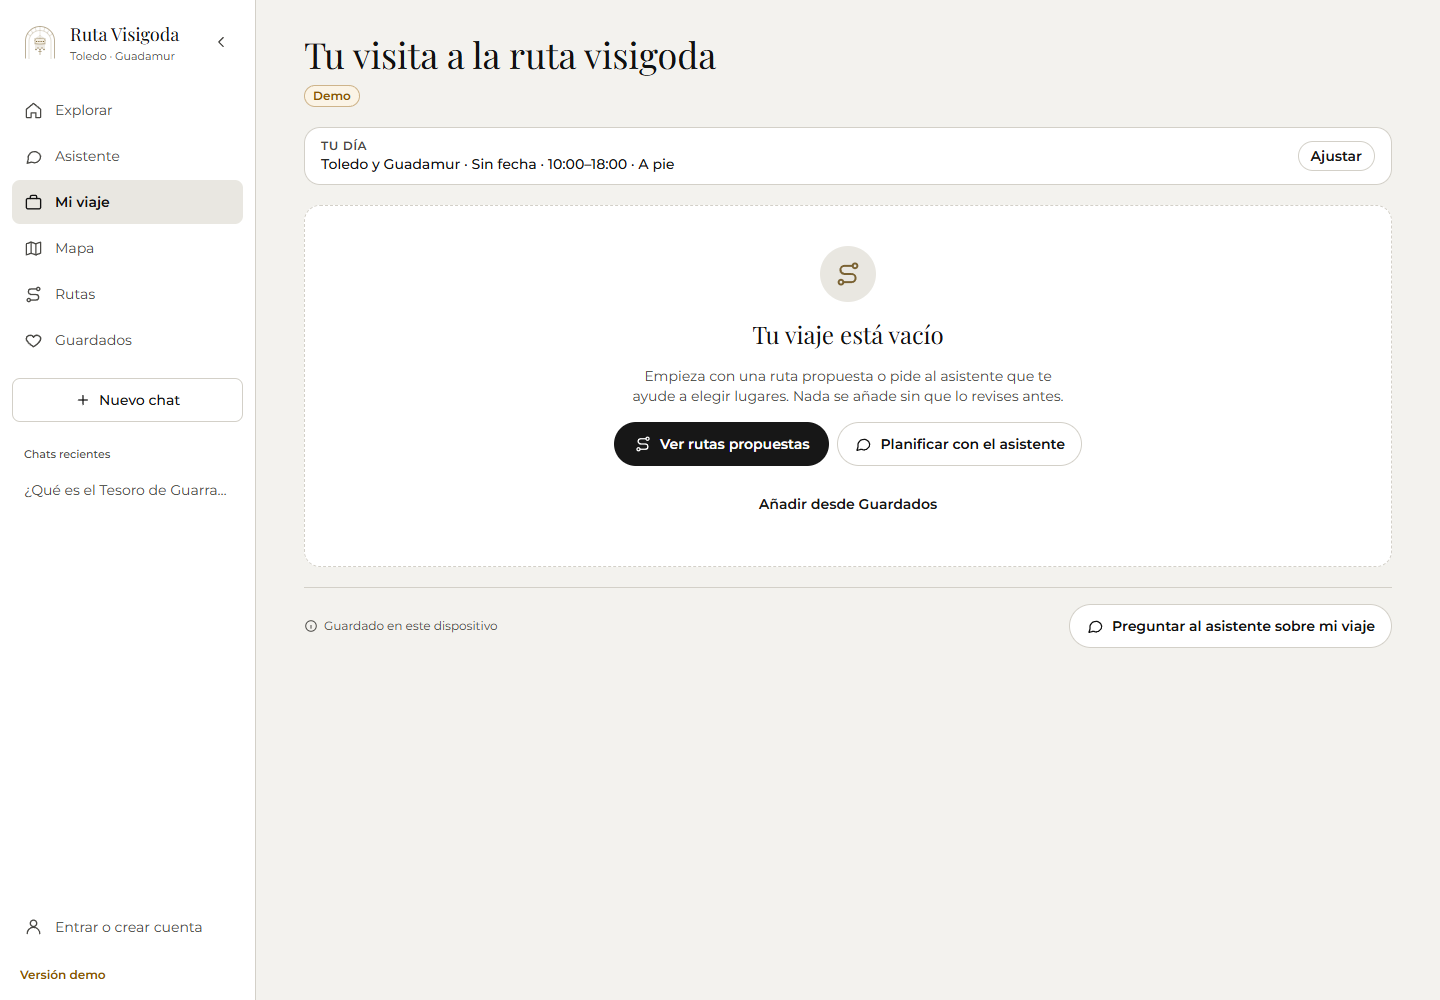 Ruta Visigoda
Toledo · Guadamur
Explorar
Asistente
Mi viaje
Mapa
Rutas
Guardados
Nuevo chat
Chats recientes
¿Qué es el Tesoro de Guarra...
Entrar o crear cuenta
Versión demo
Tu visita a la ruta visigoda
Demo
TU DÍA
Toledo y Guadamur · Sin fecha · 10:00–18:00 · A pie
Ajustar
Tu viaje está vacío
Empieza con una ruta propuesta o pide al asistente que te
ayude a elegir lugares. Nada se añade sin que lo revises antes.
Ver rutas propuestas
Planificar con el asistente
Añadir desde Guardados
Guardado en este dispositivo
Preguntar al asistente sobre mi viaje